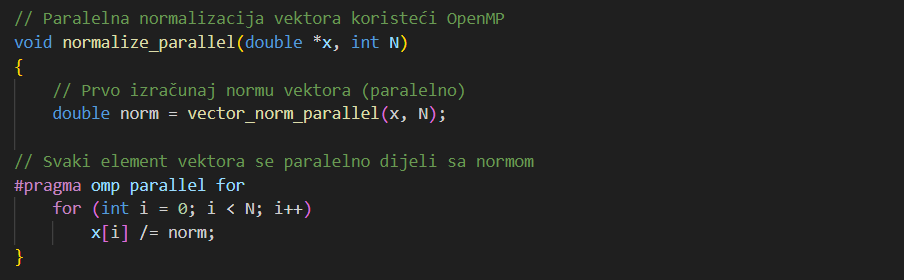 // Paralelna normalizacija vektora koristeći OpenMP
void normalize_parallel(double *x, int N)
{
    // Prvo izračunaj normu vektora (paralelno)
    double norm = vector_norm_parallel(x, N);
// Svaki element vektora se paralelno dijeli sa normom
#pragma omp parallel for
    for (int i = 0; i < N; i++)
        x[i] /= norm;
}